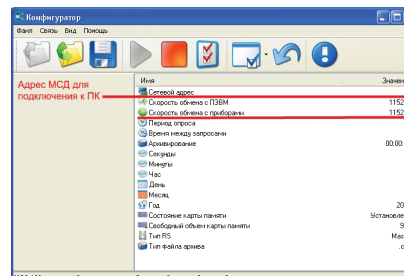 Конфигуратор
Файл Связь Вид Помощь
Имя Значен
Адрес МСД для
подключения к ПК
Сетевой адрес
Скорость обмена с ПЭВМ 1152
Скорость обмена с приборами 1152
Период опроса
Время между запросами
Архивирование 00:00:
Секунды
Минуты
Час
День
Месяц
Год 20
Состояние карты памяти Установле
Свободный объем карты памяти 9
Тип RS Мас
Тип файла архива .c